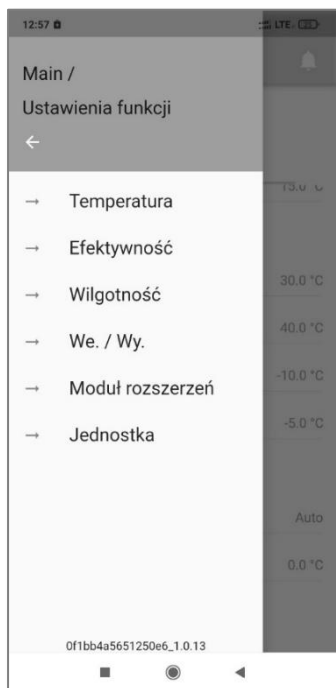 12:57
LTE
Main /
Ustawienia funkcji
Temperatura
Efektywność
Wilgotność
We. / Wy.
Moduł rozszerzeń
Jednostka
30.0 °C
40.0 °C
-10.0 °C
-5.0 °C
Auto
0.0 °C
0f1bb4a5651250e6_1.0.13